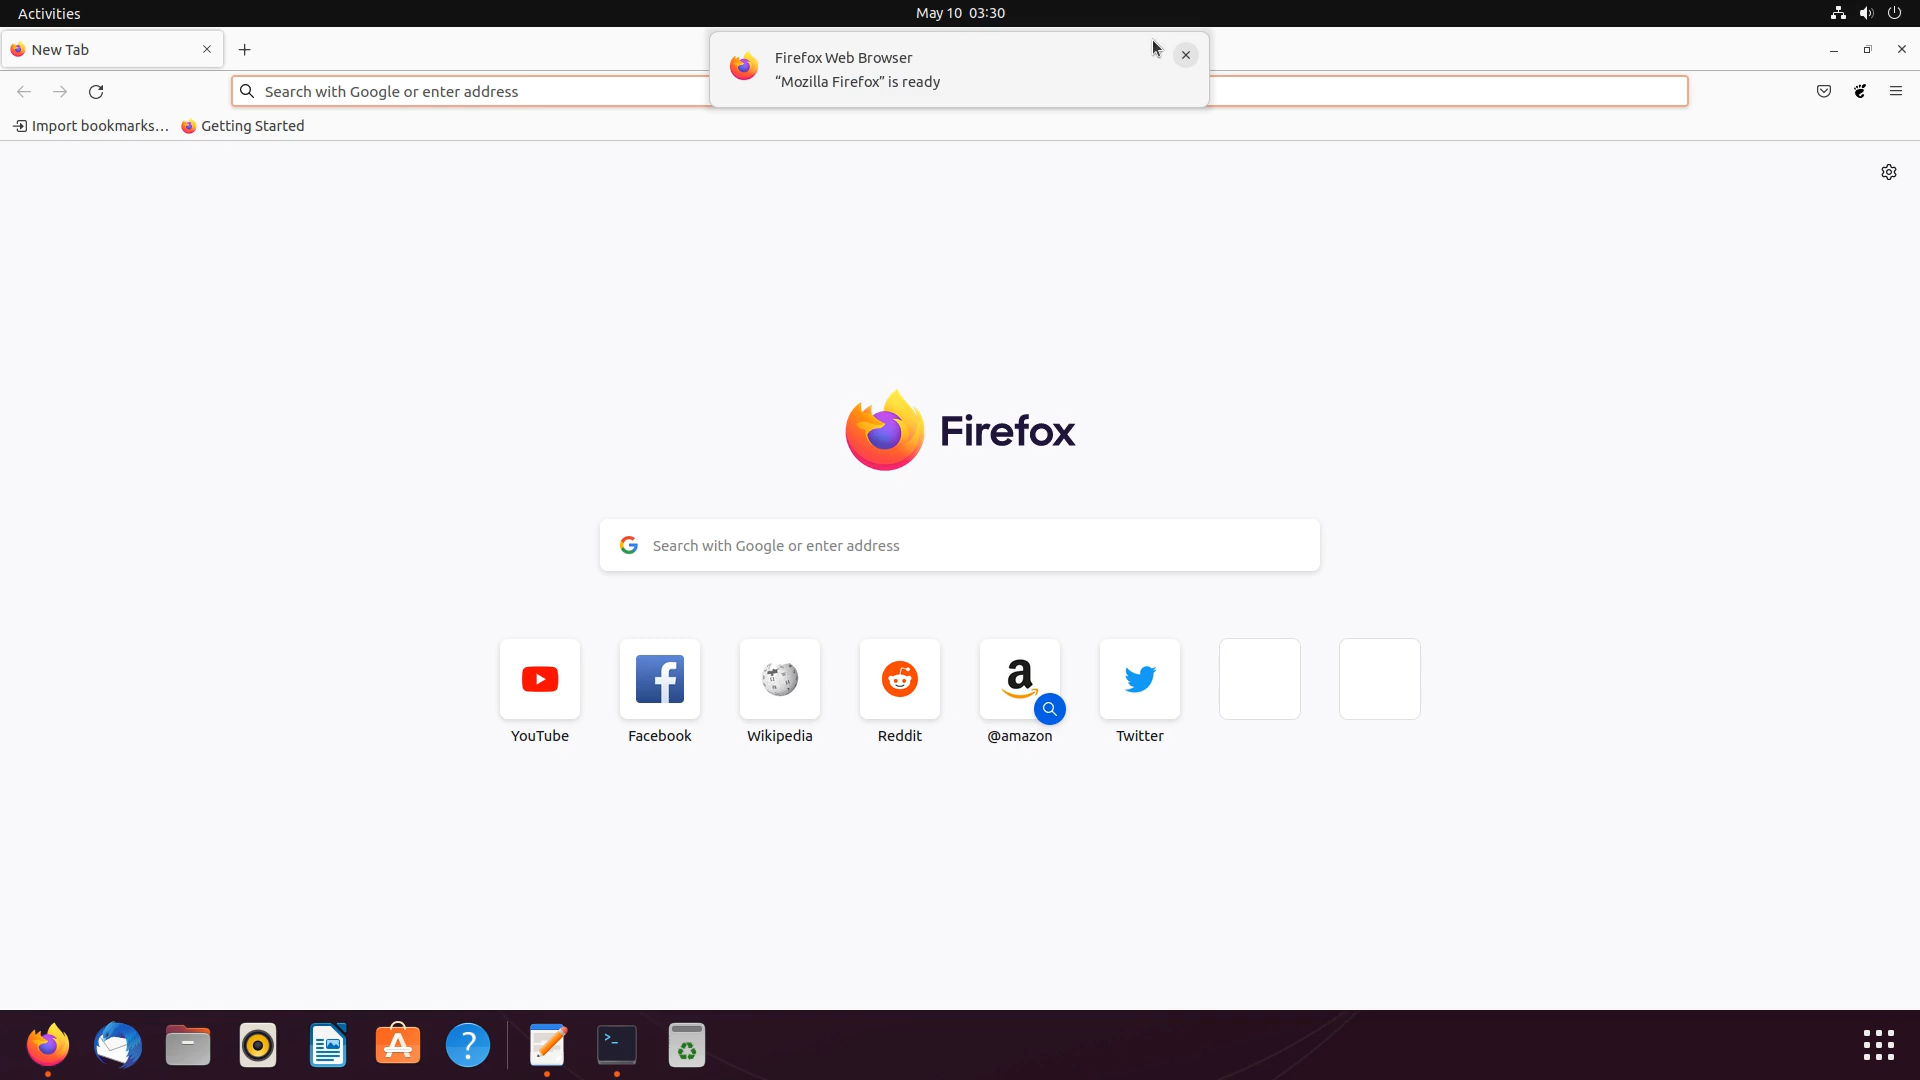 Activities
May 10 03:30
New Tab
Firefox Web Browser
“Mozilla Firefox” is ready
Search with Google or enter address
Import bookmarks...
Getting Started
Firefox
Search with Google or enter address
YouTube
Facebook
Wikipedia
Reddit
@amazon
Twitter